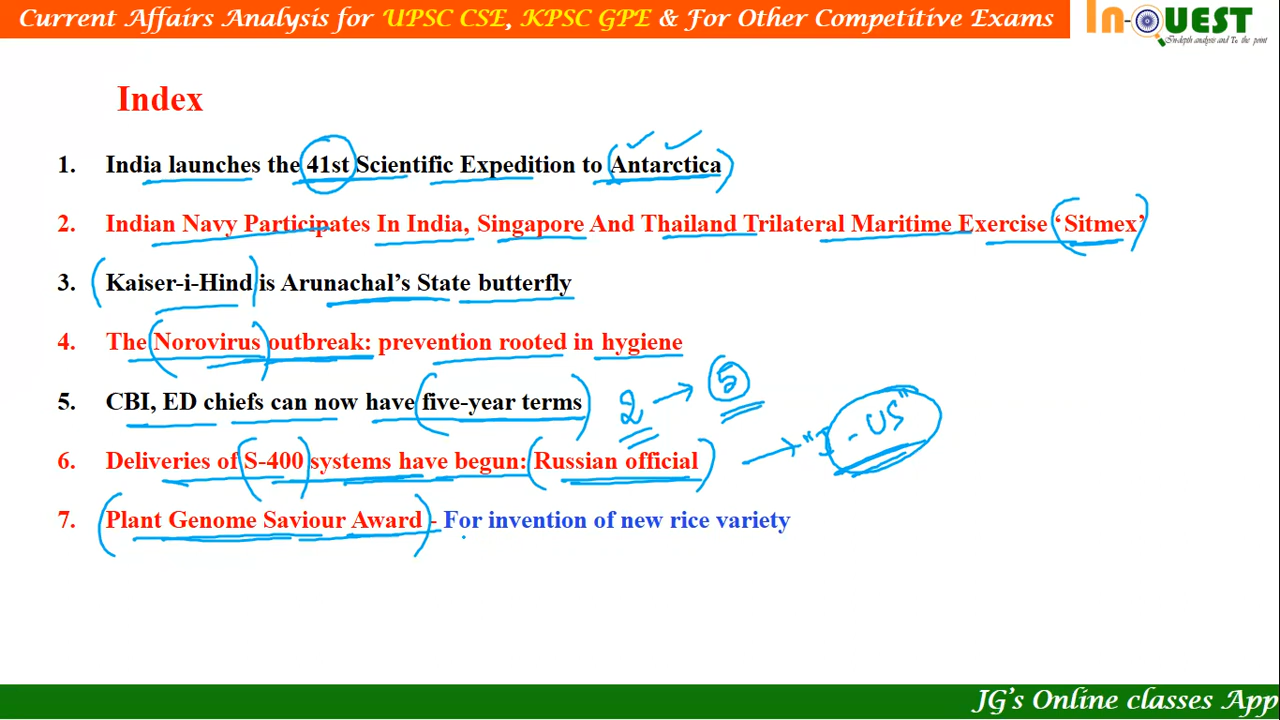 Current Affairs Analysis for UPSC CSE, KPSC GPE & For Other Competitive Exams
In-QUEST
In-depth analysis and To the point
Index
1. India launches the 41st Scientific Expedition to Antarctica
2. Indian Navy Participates In India, Singapore And Thailand Trilateral Maritime Exercise ‘Sitmex’
3. Kaiser-i-Hind is Arunachal’s State butterfly
4. The Norovirus outbreak: prevention rooted in hygiene
5. CBI, ED chiefs can now have five-year terms 2 → 5
6. Deliveries of S-400 systems have begun: Russian official → "I - US"
7. Plant Genome Saviour Award - For invention of new rice variety
JG’s Online classes App